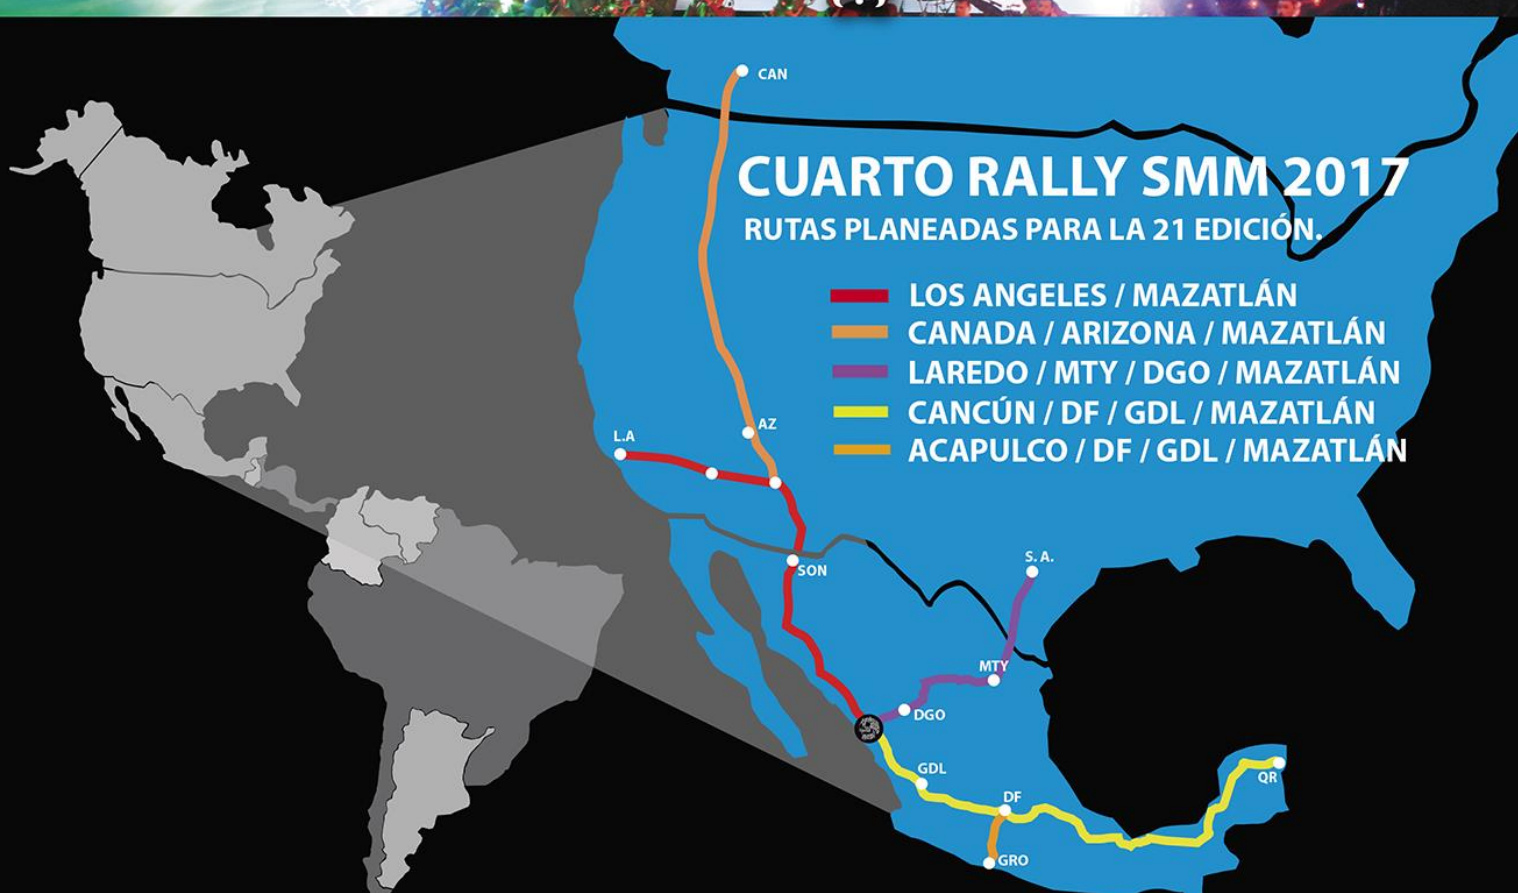 CAN
CUARTO RALLY SMM 2017
RUTAS PLANEADAS PARA LA 21 EDICIÓN.
LOS ANGELES / MAZATLÁN
CANADA / ARIZONA / MAZATLÁN
LAREDO / MTY / DGO / MAZATLÁN
CANCÚN / DF / GDL / MAZATLÁN
ACAPULCO / DF / GDL / MAZATLÁN
AZ
L.A
S. A.
SON
MTY
DGO
GDL
QR
DF
GRO